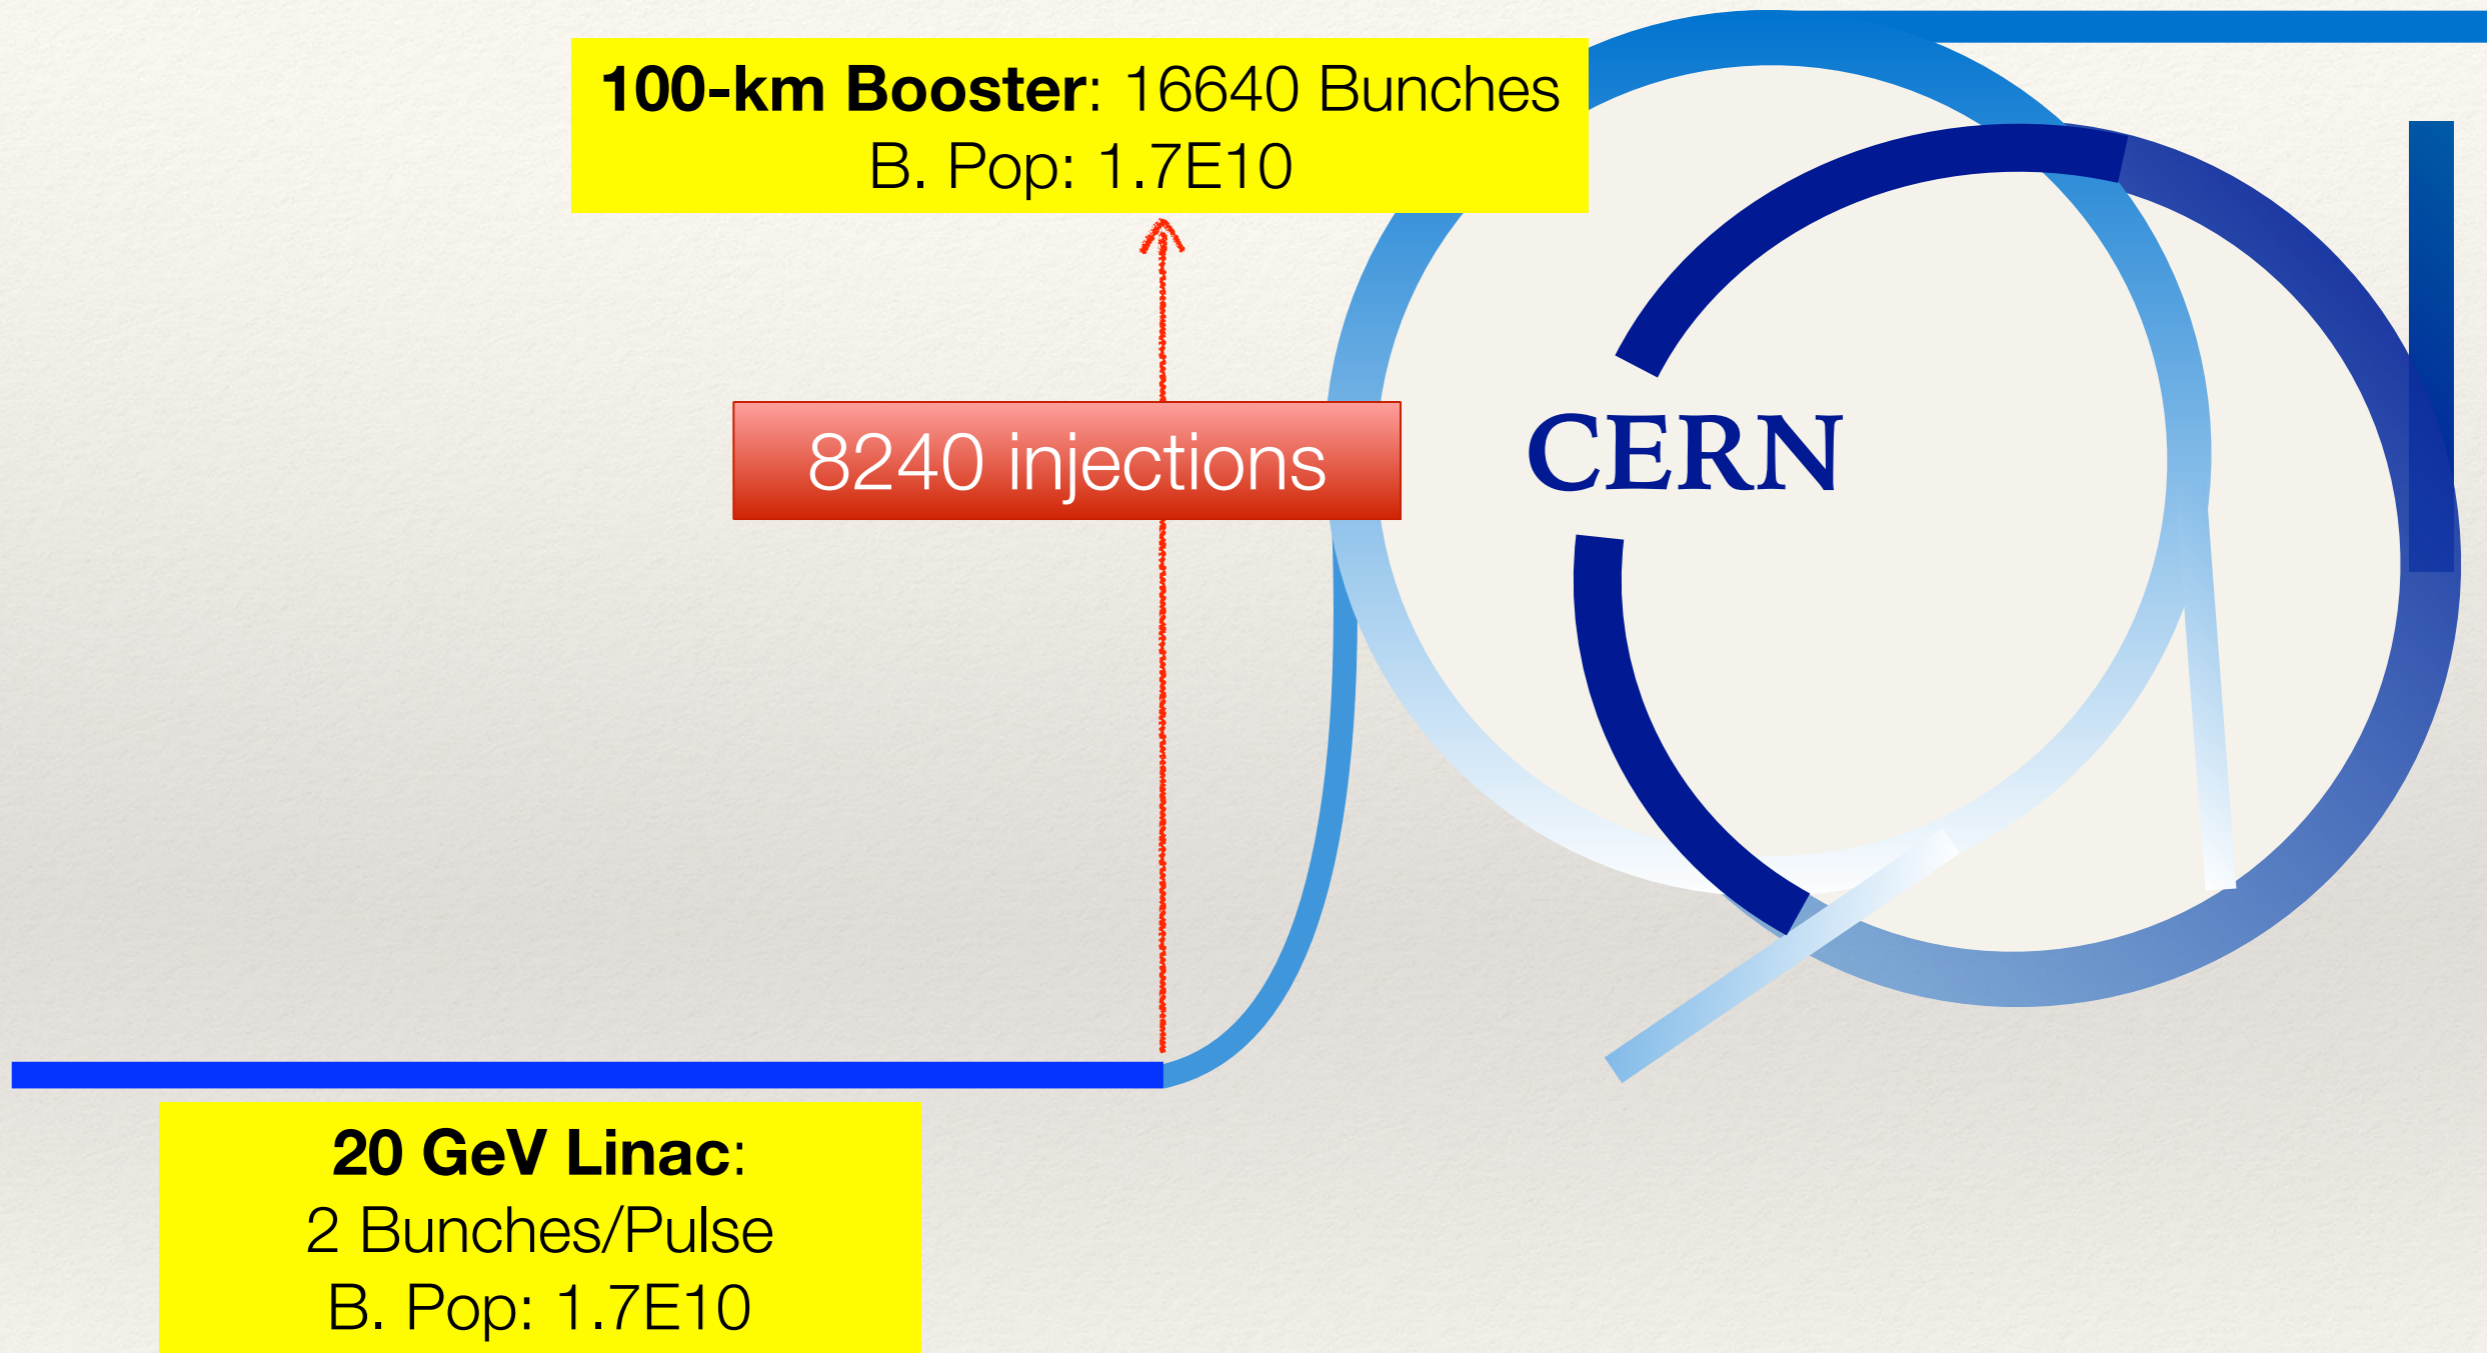 100-km Booster: 16640 Bunches
B. Pop: 1.7E10
8240 injections
CERN
20 GeV Linac:
2 Bunches/Pulse
B. Pop: 1.7E10